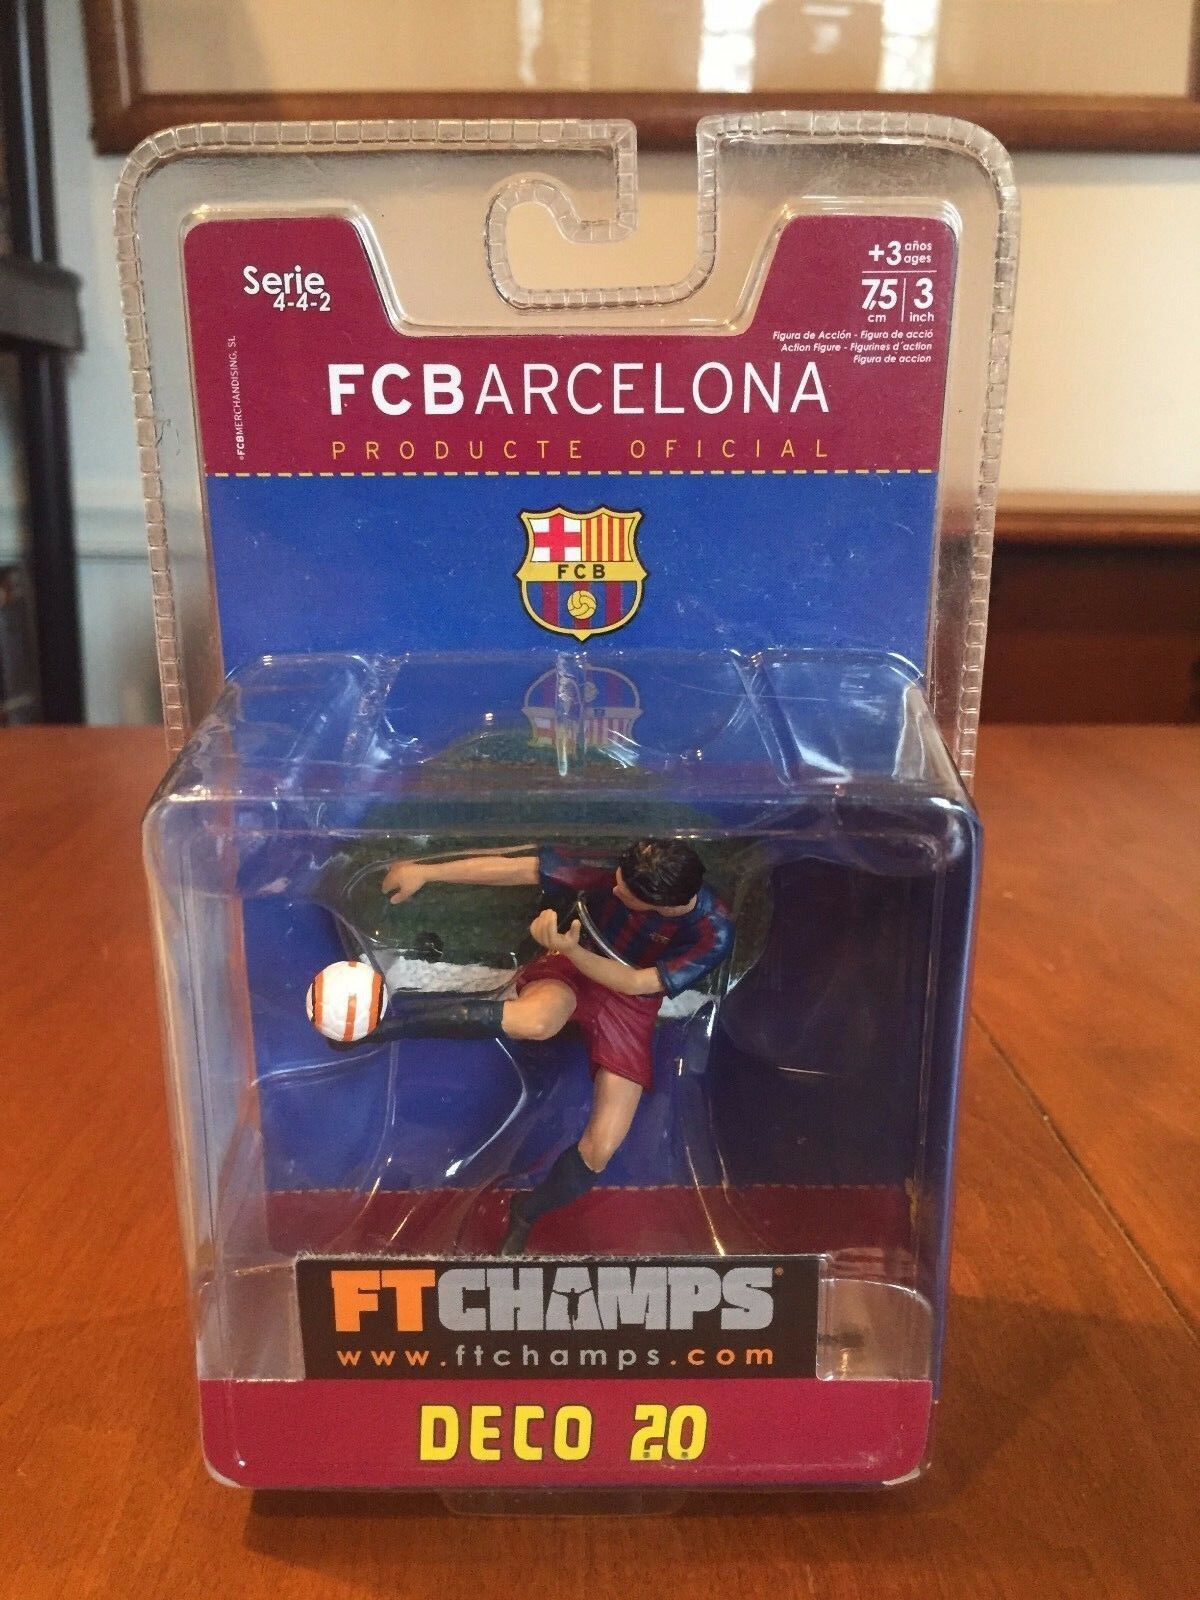 Serie
4-4-2
+3 años
ages
7,5 cm | 3 inch
Figura de Acción - Figura de acció
Action Figure - Figurines d'action
Figura de accion
®FCBMERCHANDISING, SL
FCBARCELONA
PRODUCTE OFICIAL
FCB
FTCHAMPS®
www.ftchamps.com
DECO 20